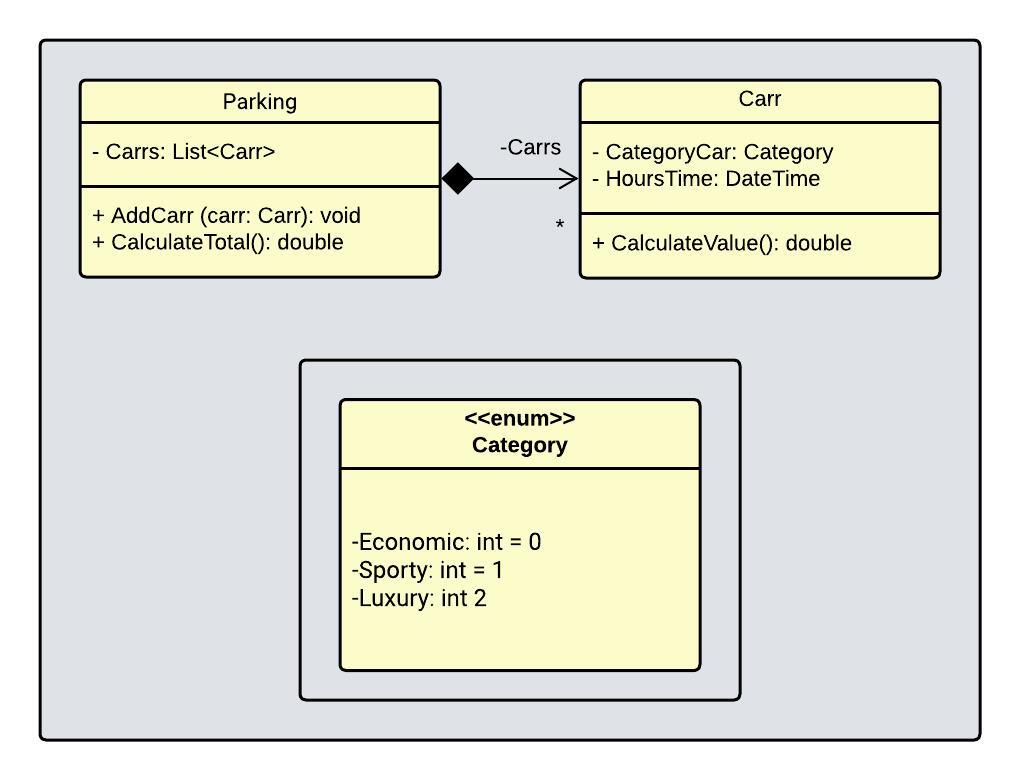 Parking
- Carrs: List<Carr>
+ AddCarr (carr: Carr): void
+ CalculateTotal(): double
-Carrs
*
Carr
- CategoryCar: Category
- HoursTime: DateTime
+ CalculateValue(): double
<<enum>>
Category
-Economic: int = 0
-Sporty: int = 1
-Luxury: int 2